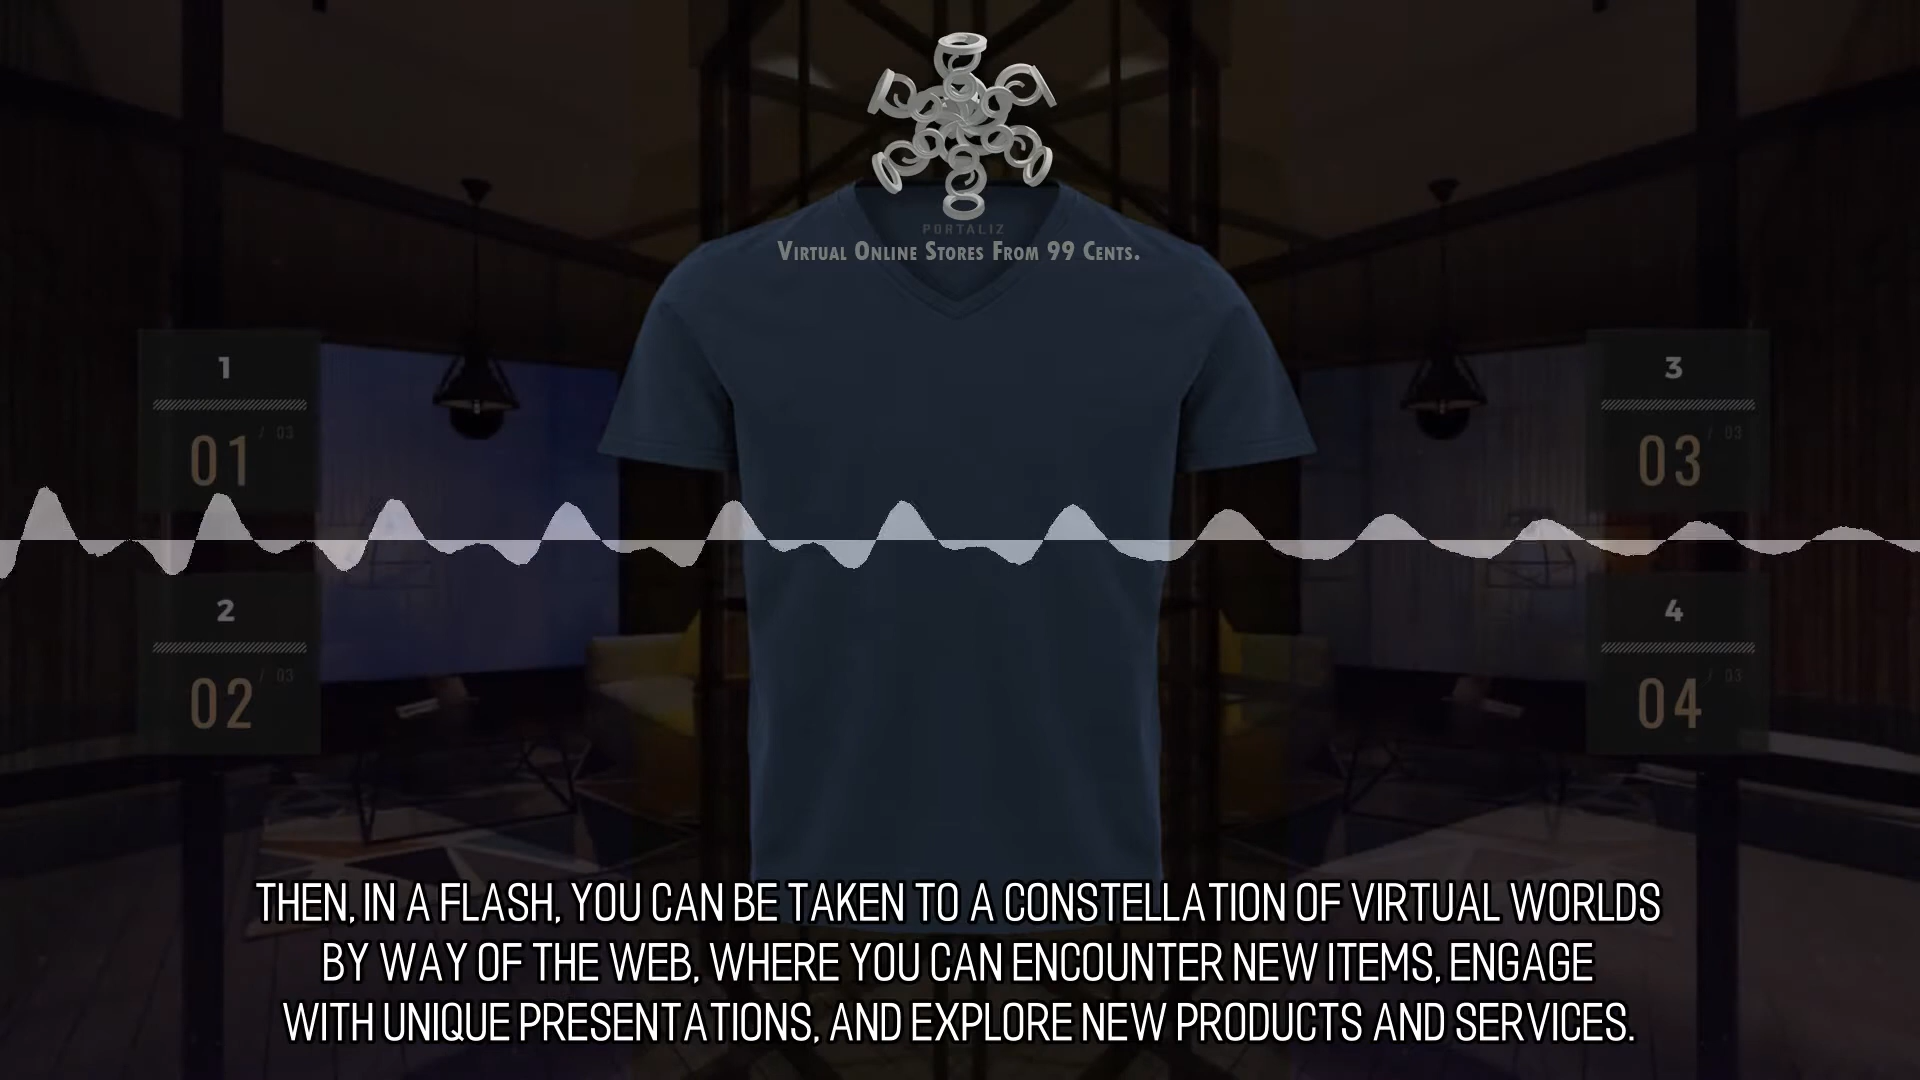 PORTALIZ
Virtual Online Stores From 99 Cents.
1
01 / 03
2
02 / 03
3
03 / 03
4
04 / 03
THEN, IN A FLASH, YOU CAN BE TAKEN TO A CONSTELLATION OF VIRTUAL WORLDS
BY WAY OF THE WEB, WHERE YOU CAN ENCOUNTER NEW ITEMS, ENGAGE
WITH UNIQUE PRESENTATIONS, AND EXPLORE NEW PRODUCTS AND SERVICES.